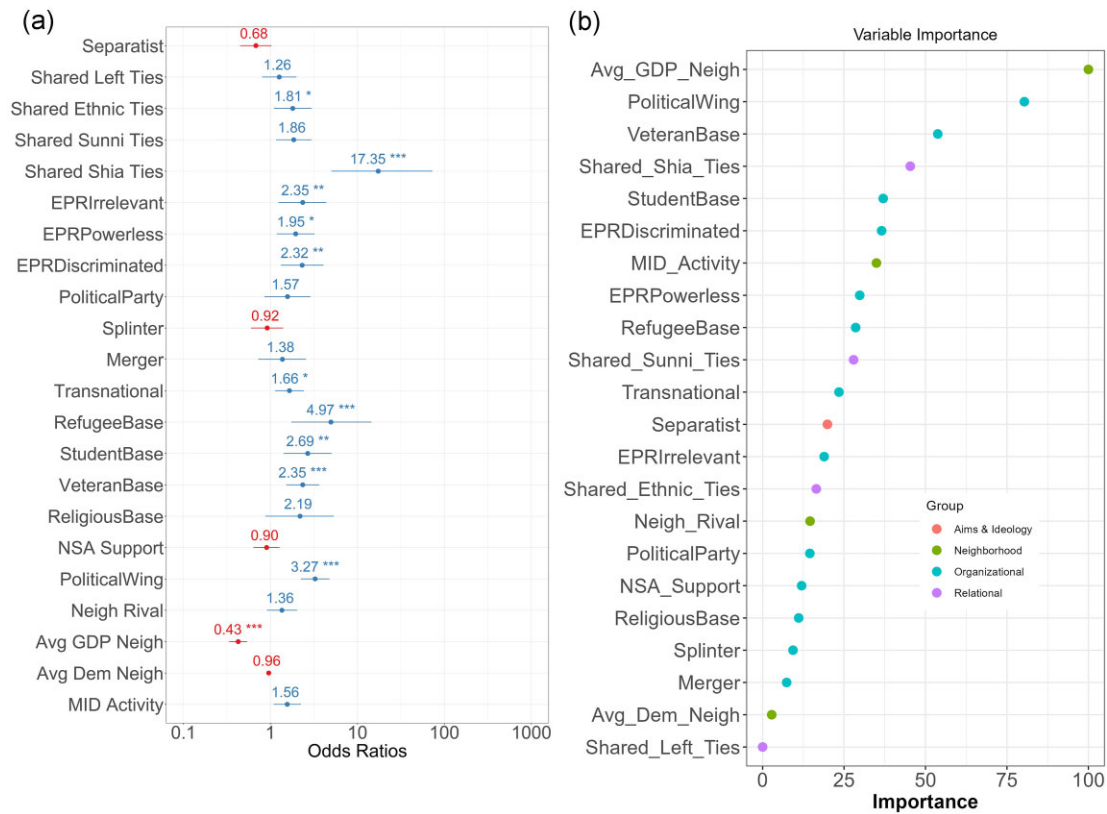 (a)
Separatist
0.68
Shared Left Ties
1.26
Shared Ethnic Ties
1.81 *
Shared Sunni Ties
1.86
Shared Shia Ties
17.35 ***
EPRIrrelevant
2.35 **
EPRPowerless
1.95 *
EPRDiscriminated
2.32 **
PoliticalParty
1.57
Splinter
0.92
Merger
1.38
Transnational
1.66 *
RefugeeBase
4.97 ***
StudentBase
2.69 **
VeteranBase
2.35 ***
ReligiousBase
2.19
NSA Support
0.90
PoliticalWing
3.27 ***
Neigh Rival
1.36
Avg GDP Neigh
0.43 ***
Avg Dem Neigh
0.96
MID Activity
1.56
0.1 1 10 100 1000
Odds Ratios
(b)
Variable Importance
Avg_GDP_Neigh
PoliticalWing
VeteranBase
Shared_Shia_Ties
StudentBase
EPRDiscriminated
MID_Activity
EPRPowerless
RefugeeBase
Shared_Sunni_Ties
Transnational
Separatist
EPRIrrelevant
Shared_Ethnic_Ties
Neigh_Rival
PoliticalParty
NSA_Support
ReligiousBase
Splinter
Merger
Avg_Dem_Neigh
Shared_Left_Ties
Group
Aims & Ideology
Neighborhood
Organizational
Relational
0 25 50 75 100
Importance